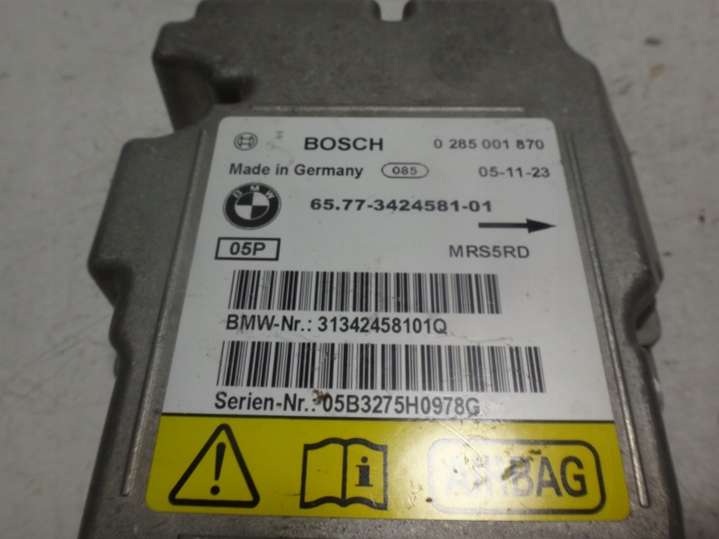 BOSCH 0 285 001 870
Made in Germany 085 05-11-23
BMW
65.77-3424581-01
05P MRS5RD
BMW-Nr.: 31342458101Q
Serien-Nr.: 05B3275H0978G
AIRBAG